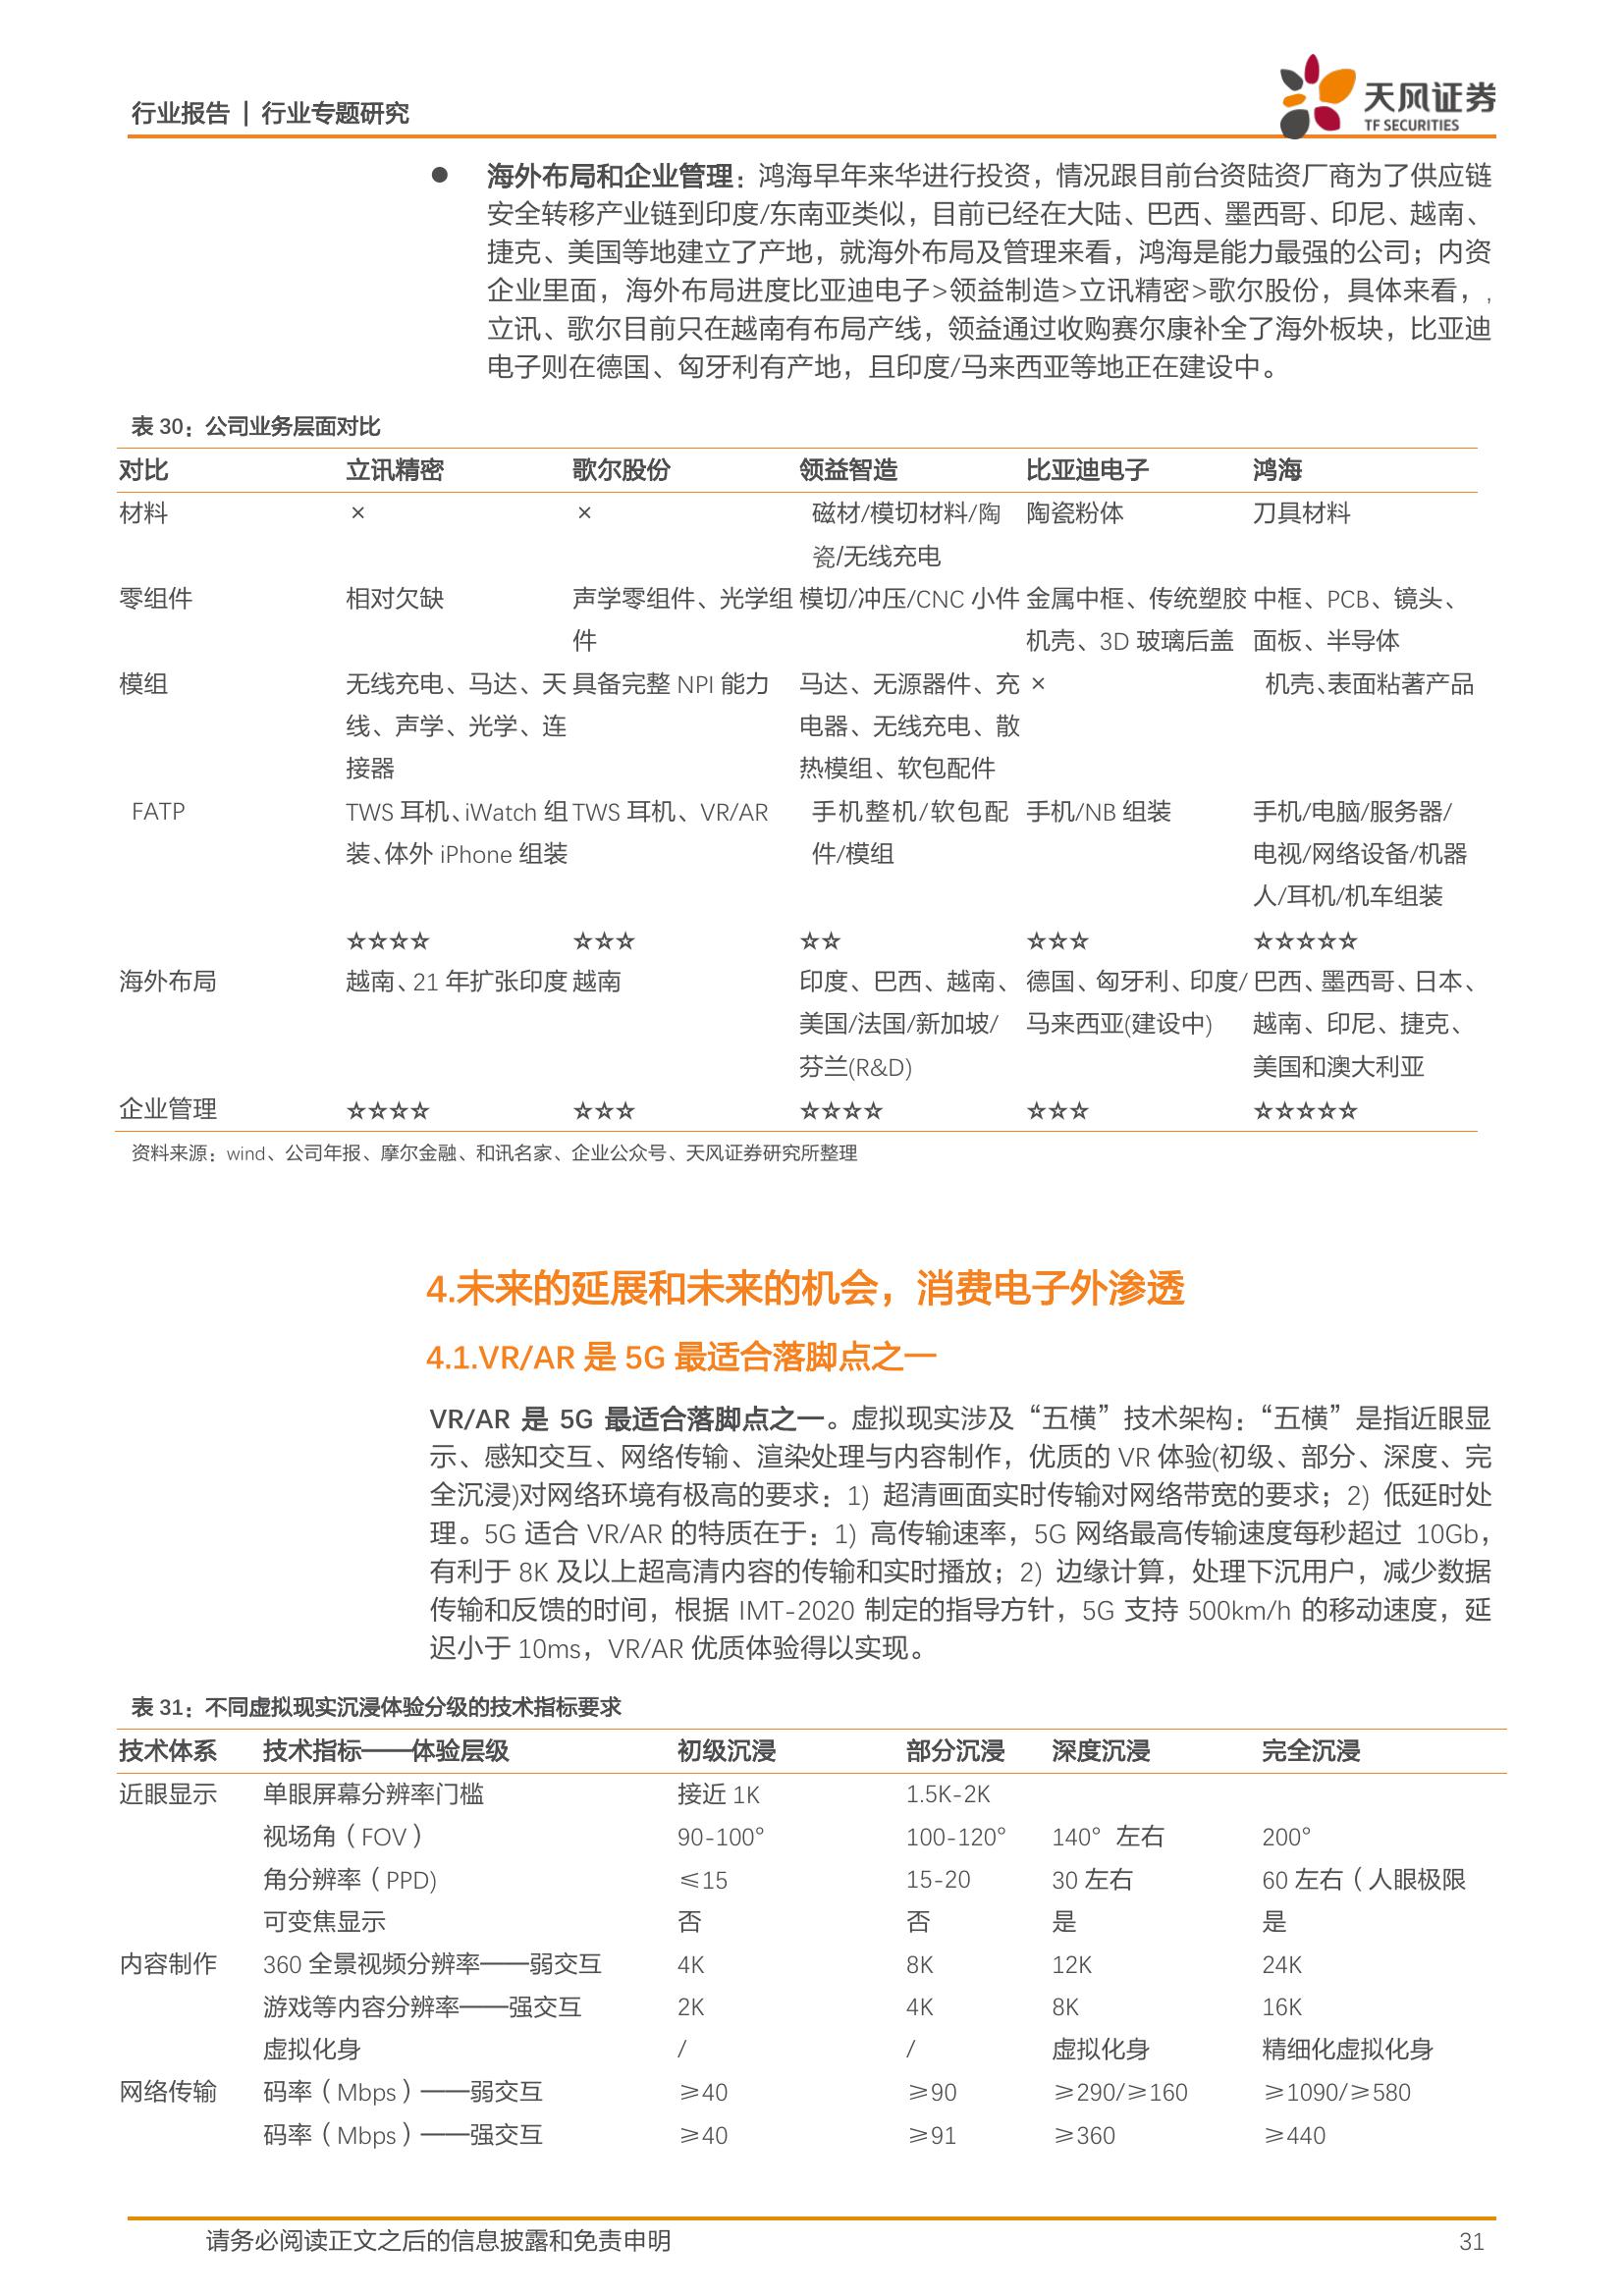 行业报告 | 行业专题研究
天风证券
TF SECURITIES
● 海外布局和企业管理：鸿海早年来华进行投资，情况跟目前台资陆资厂商为了供应链
安全转移产业链到印度/东南亚类似，目前已经在大陆、巴西、墨西哥、印尼、越南、
捷克、美国等地建立了产地，就海外布局及管理来看，鸿海是能力最强的公司；内资
企业里面，海外布局进度比亚迪电子>领益制造>立讯精密>歌尔股份，具体来看，,
立讯、歌尔目前只在越南有布局产线，领益通过收购赛尔康补全了海外板块，比亚迪
电子则在德国、匈牙利有产地，且印度/马来西亚等地正在建设中。
表 30：公司业务层面对比
对比 立讯精密 歌尔股份 领益智造 比亚迪电子 鸿海
材料 × × 磁材/模切材料/陶 陶瓷粉体 刀具材料
瓷/无线充电
零组件 相对欠缺 声学零组件、光学组 模切/冲压/CNC 小件 金属中框、传统塑胶 中框、PCB、镜头、
件 机壳、3D 玻璃后盖 面板、半导体
模组 无线充电、马达、天 具备完整 NPI 能力 马达、无源器件、充 × 机壳、表面粘著产品
线、声学、光学、连 电器、无线充电、散
接器 热模组、软包配件
FATP TWS 耳机、iWatch 组 TWS 耳机、VR/AR 手机整机/软包配 手机/NB 组装 手机/电脑/服务器/
装、体外 iPhone 组装 件/模组 电视/网络设备/机器
人/耳机/机车组装
☆☆☆☆ ☆☆☆ ☆☆ ☆☆☆ ☆☆☆☆☆
海外布局 越南、21 年扩张印度 越南 印度、巴西、越南、 德国、匈牙利、印度/ 巴西、墨西哥、日本、
美国/法国/新加坡/ 马来西亚(建设中) 越南、印尼、捷克、
芬兰(R&D) 美国和澳大利亚
企业管理 ☆☆☆☆ ☆☆☆ ☆☆☆☆ ☆☆☆ ☆☆☆☆☆
资料来源：wind、公司年报、摩尔金融、和讯名家、企业公众号、天风证券研究所整理
4.未来的延展和未来的机会，消费电子外渗透
4.1.VR/AR 是 5G 最适合落脚点之一
VR/AR 是 5G 最适合落脚点之一。虚拟现实涉及“五横”技术架构：“五横”是指近眼显
示、感知交互、网络传输、渲染处理与内容制作，优质的 VR 体验(初级、部分、深度、完
全沉浸)对网络环境有极高的要求：1）超清画面实时传输对网络带宽的要求；2）低延时处
理。5G 适合 VR/AR 的特质在于：1）高传输速率，5G 网络最高传输速度每秒超过 10Gb，
有利于 8K 及以上超高清内容的传输和实时播放；2）边缘计算，处理下沉用户，减少数据
传输和反馈的时间，根据 IMT-2020 制定的指导方针，5G 支持 500km/h 的移动速度，延
迟小于 10ms，VR/AR 优质体验得以实现。
表 31：不同虚拟现实沉浸体验分级的技术指标要求
技术体系 技术指标——体验层级 初级沉浸 部分沉浸 深度沉浸 完全沉浸
近眼显示 单眼屏幕分辨率门槛 接近 1K 1.5K-2K
视场角（FOV） 90-100° 100-120° 140° 左右 200°
角分辨率（PPD) ≤15 15-20 30 左右 60 左右（人眼极限
可变焦显示 否 否 是 是
内容制作 360 全景视频分辨率——弱交互 4K 8K 12K 24K
游戏等内容分辨率——强交互 2K 4K 8K 16K
虚拟化身 / / 虚拟化身 精细化虚拟化身
网络传输 码率（Mbps）——弱交互 ≥40 ≥90 ≥290/≥160 ≥1090/≥580
码率（Mbps）——强交互 ≥40 ≥91 ≥360 ≥440
请务必阅读正文之后的信息披露和免责申明 31